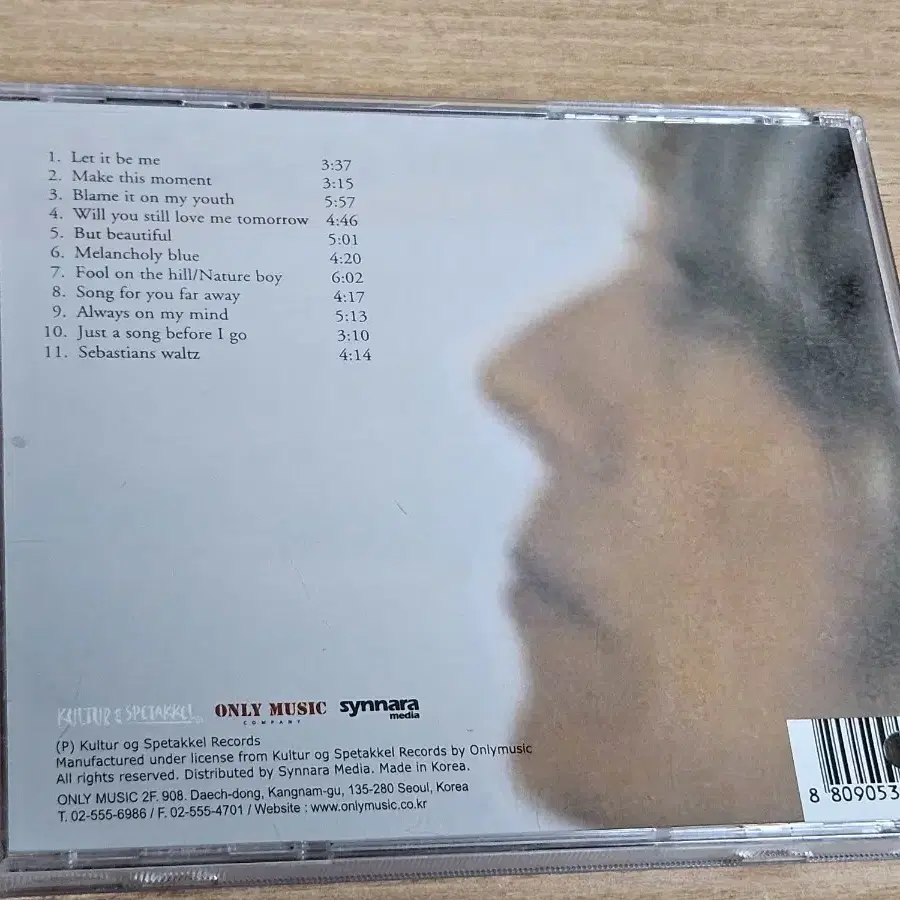 1. Let it be me 3:37
2. Make this moment 3:15
3. Blame it on my youth 5:57
4. Will you still love me tomorrow 4:46
5. But beautiful 5:01
6. Melancholy blue 4:20
7. Fool on the hill/Nature boy 6:02
8. Song for you far away 4:17
9. Always on my mind 5:13
10. Just a song before I go 3:10
11. Sebastians waltz 4:14
KULTUR & SPETAKKEL
ONLY MUSIC
COMPANY
synnara
media
(P) Kultur og Spetakkel Records
Manufactured under license from Kultur og Spetakkel Records by Onlymusic
All rights reserved. Distributed by Synnara Media. Made in Korea.
ONLY MUSIC 2F. 908. Daech-dong, Kangnam-gu, 135-280 Seoul, Korea
T. 02-555-6986 / F. 02-555-4701 / Website : www.onlymusic.co.kr
8 809053